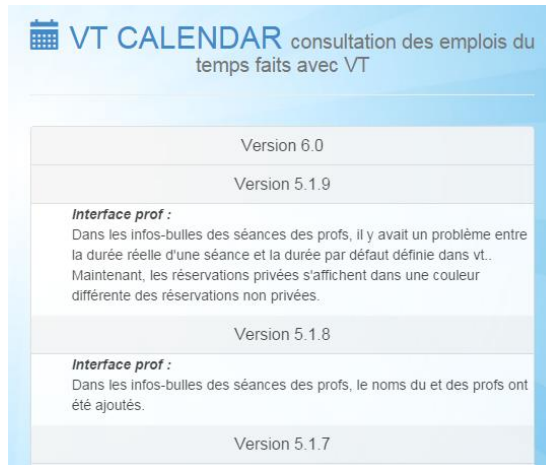 VT CALENDAR consultation des emplois du
temps faits avec VT
Version 6.0
Version 5.1.9
Interface prof :
Dans les infos-bulles des séances des profs, il y avait un problème entre
la durée réelle d'une séance et la durée par défaut définie dans vt..
Maintenant, les réservations privées s'affichent dans une couleur
différente des réservations non privées.
Version 5.1.8
Interface prof :
Dans les infos-bulles des séances des profs, le noms du et des profs ont
été ajoutés.
Version 5.1.7